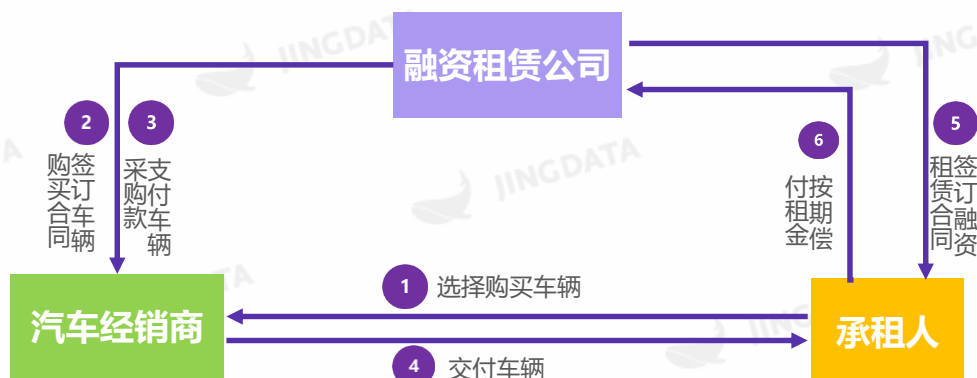 融资租赁公司
2
签订车辆
购买合同
3
支付车辆
采购款
6
按期偿
付租金
5
签订融资
租赁合同
1 选择购买车辆
汽车经销商
承租人
4 交付车辆
JINGDATA
JINGDATA